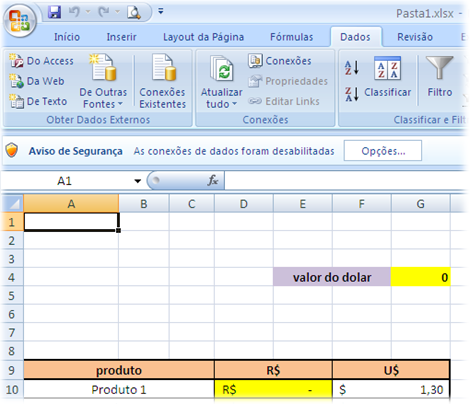 Pasta1.xlsx -
Início Inserir Layout da Página Fórmulas Dados Revisão
Do Access
Da Web
De Texto
De Outras
Fontes
Conexões
Existentes
Obter Dados Externos
Atualizar
tudo
Conexões
Propriedades
Editar Links
Conexões
A
Z
Z
A
Classificar
A
Z
Z
A
Filtro
Classificar e Fil
Aviso de Segurança As conexões de dados foram desabilitadas Opções...
A1 fx
A B C D E F G
1
2
3
4 valor do dolar 0
5
6
7
8
9 produto R$ U$
10 Produto 1 R$ - $ 1,30